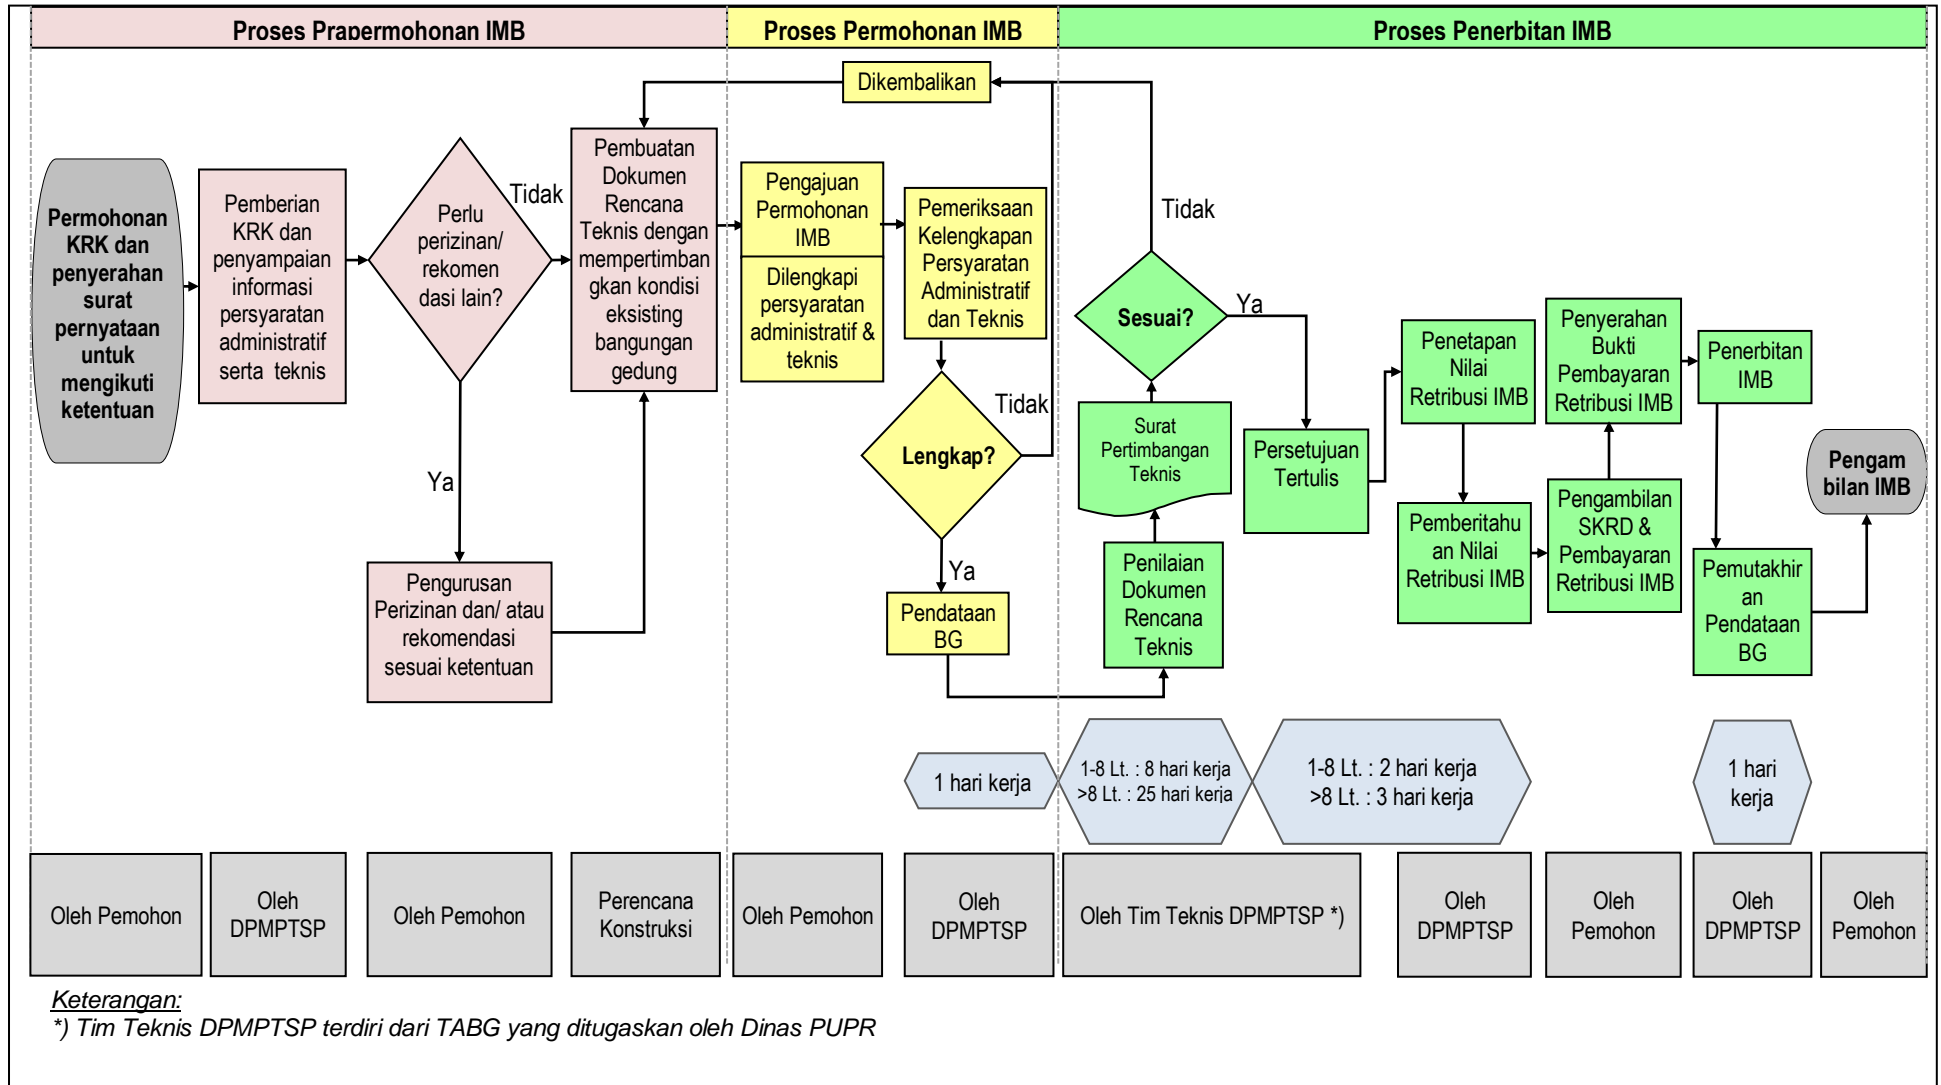 Proses Prapermohonan IMB
Proses Permohonan IMB
Proses Penerbitan IMB
Dikembalikan
Permohonan
KRK dan
penyerahan
surat
pernyataan
untuk
mengikuti
ketentuan
Pemberian
KRK dan
penyampaian
informasi
persyaratan
administratif
serta teknis
Perlu
perizinan/
rekomen
dasi lain?
Tidak
Ya
Pengurusan
Perizinan dan/ atau
rekomendasi
sesuai ketentuan
Pembuatan
Dokumen
Rencana
Teknis dengan
mempertimban
gkan kondisi
eksisting
bangungan
gedung
Pengajuan
Permohonan
IMB
Dilengkapi
persyaratan
administratif &
teknis
Pemeriksaan
Kelengkapan
Persyaratan
Administratif
dan Teknis
Lengkap?
Tidak
Ya
Pendataan
BG
Penilaian
Dokumen
Rencana
Teknis
Surat
Pertimbangan
Teknis
Sesuai?
Tidak
Ya
Persetujuan
Tertulis
Penetapan
Nilai
Retribusi IMB
Pemberitahu
an Nilai
Retribusi IMB
Pengambilan
SKRD &
Pembayaran
Retribusi IMB
Penyerahan
Bukti
Pembayaran
Retribusi IMB
Penerbitan
IMB
Pemutakhir
an
Pendataan
BG
Pengam
bilan IMB
1 hari kerja
1-8 Lt. : 8 hari kerja
>8 Lt. : 25 hari kerja
1-8 Lt. : 2 hari kerja
>8 Lt. : 3 hari kerja
1 hari
kerja
Oleh Pemohon
Oleh
DPMPTSP
Oleh Pemohon
Perencana
Konstruksi
Oleh Pemohon
Oleh
DPMPTSP
Oleh Tim Teknis DPMPTSP *)
Oleh
DPMPTSP
Oleh
Pemohon
Oleh
DPMPTSP
Oleh
Pemohon
Keterangan:
*) Tim Teknis DPMPTSP terdiri dari TABG yang ditugaskan oleh Dinas PUPR